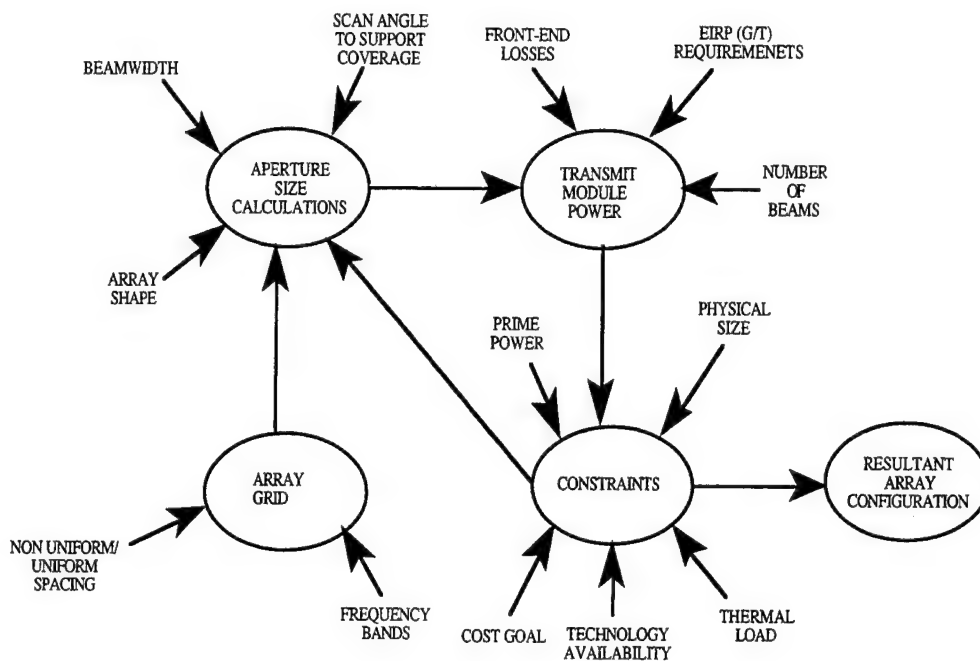 SCAN ANGLE
TO SUPPORT
COVERAGE
BEAMWIDTH
FRONT-END
LOSSES
EIRP (G/T)
REQUIREMENETS
APERTURE
SIZE
CALCULATIONS
TRANSMIT
MODULE
POWER
NUMBER
OF
BEAMS
ARRAY
SHAPE
PRIME
POWER
PHYSICAL
SIZE
ARRAY
GRID
CONSTRAINTS
RESULTANT
ARRAY
CONFIGURATION
NON UNIFORM/
UNIFORM
SPACING
FREQUENCY
BANDS
COST GOAL
TECHNOLOGY
AVAILABILITY
THERMAL
LOAD